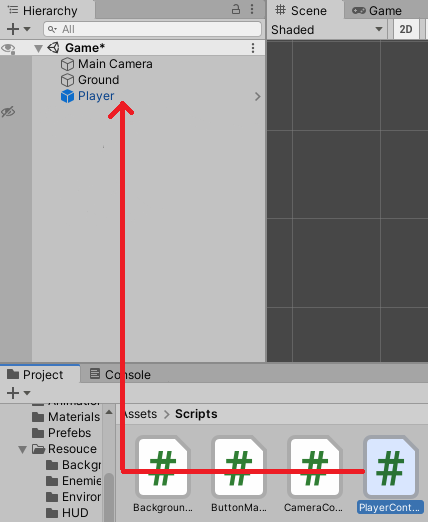 Hierarchy
Scene
Game
All
Shaded
2D
Game*
Main Camera
Ground
Player
Project
Console
Materials
Prefebs
Resouce
Backgr
Enemie
Enviror
HUD
Assets > Scripts
Backgroun...
ButtonMa...
CameraCo...
PlayerCont...